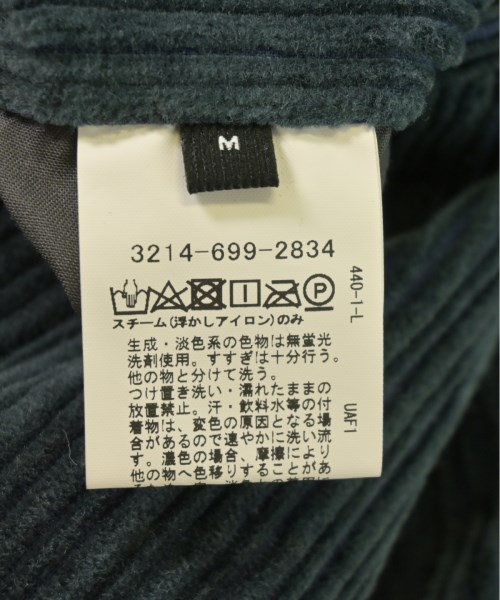 M
3214-699-2834
スチーム(浮かしアイロン)のみ
生成・淡色系の色物は無蛍光
洗剤使用。すすぎは十分行う。
他の物と分けて洗う。
つけ置き洗い・濡れたままの
放置禁止。汗・飲料水等の付
着物は、変色の原因となる場
合があるので速やかに洗い流
す。濃色の場合、摩擦により
他の物へ色移りすることがあ
440-1-L
UAF1